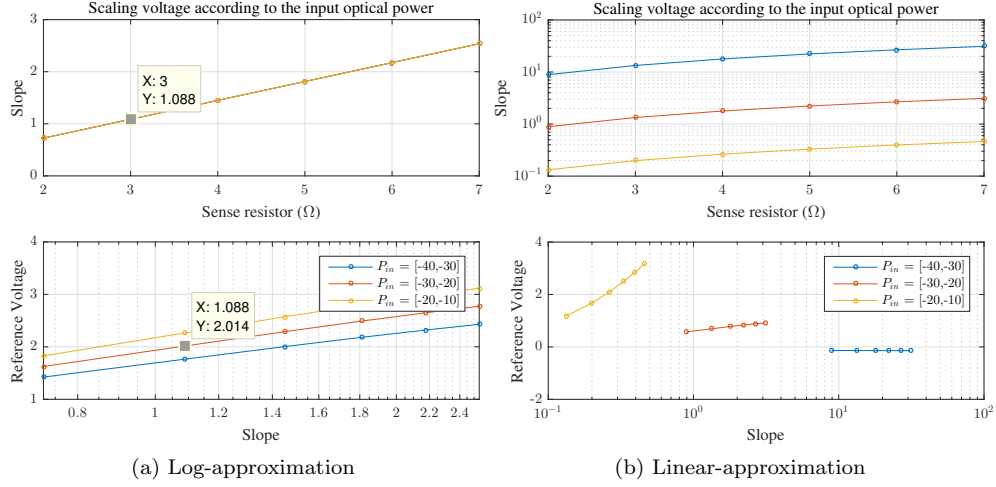 Scaling voltage according to the input optical power
Slope
3
2
1
0
X: 3
Y: 1.088
2 3 4 5 6 7
Sense resistor (Ω)
Reference Voltage
4
3
2
1
P_in = [-40,-30]
P_in = [-30,-20]
P_in = [-20,-10]
X: 1.088
Y: 2.014
0.8 1 1.2 1.4 1.6 1.8 2 2.2 2.4
Slope
(a) Log-approximation
Scaling voltage according to the input optical power
Slope
10^2
10^1
10^0
10^-1
2 3 4 5 6 7
Sense resistor (Ω)
Reference Voltage
4
2
0
-2
P_in = [-40,-30]
P_in = [-30,-20]
P_in = [-20,-10]
10^-1 10^0 10^1 10^2
Slope
(b) Linear-approximation